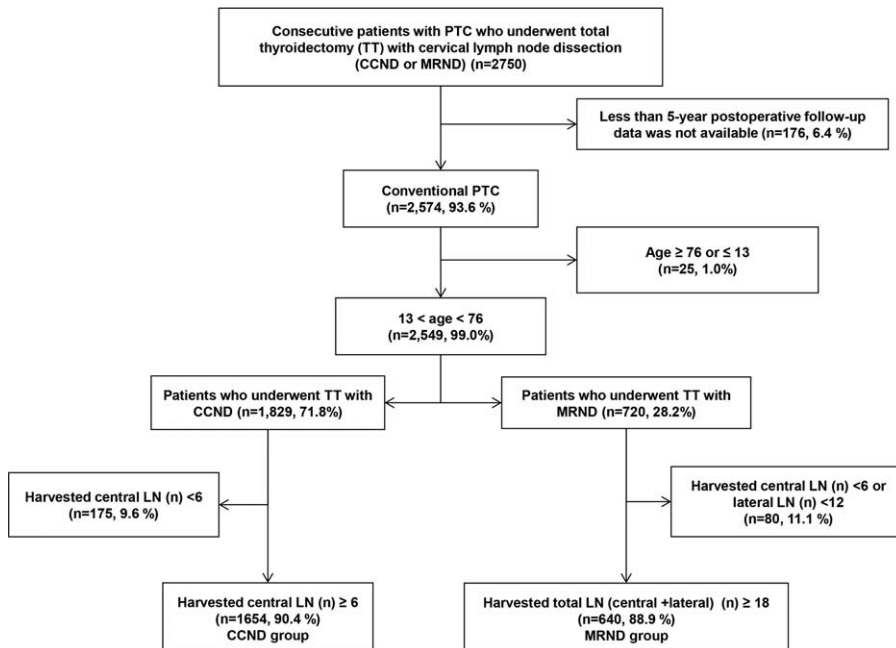 Consecutive patients with PTC who underwent total
thyroidectomy (TT) with cervical lymph node dissection
(CCND or MRND) (n=2750)
Less than 5-year postoperative follow-up
data was not available (n=176, 6.4 %)
Conventional PTC
(n=2,574, 93.6 %)
Age ≥ 76 or ≤ 13
(n=25, 1.0%)
13 < age < 76
(n=2,549, 99.0%)
Patients who underwent TT with
CCND (n=1,829, 71.8%)
Patients who underwent TT with
MRND (n=720, 28.2%)
Harvested central LN (n) <6
(n=175, 9.6 %)
Harvested central LN (n) <6 or
lateral LN (n) <12
(n=80, 11.1 %)
Harvested central LN (n) ≥ 6
(n=1654, 90.4 %)
CCND group
Harvested total LN (central +lateral) (n) ≥ 18
(n=640, 88.9 %)
MRND group